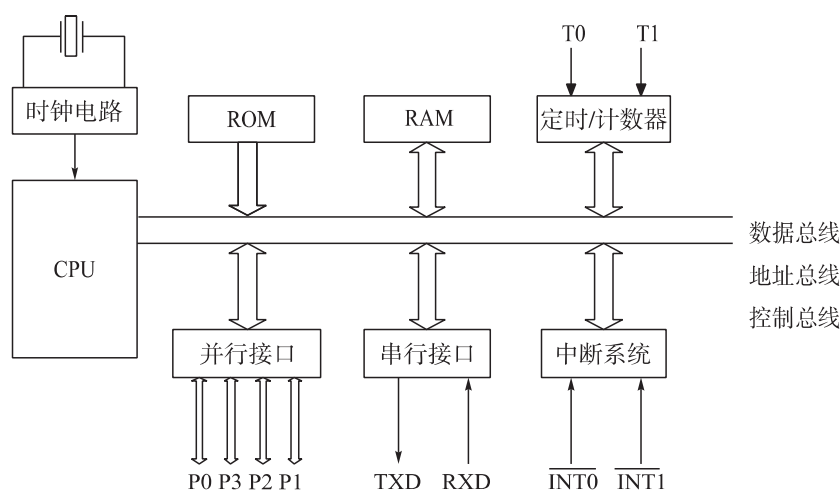 T0 T1
时钟电路
ROM
RAM
定时/计数器
CPU
数据总线
地址总线
控制总线
并行接口
串行接口
中断系统
P0 P3 P2 P1
TXD RXD
I̅N̅T̅0̅ I̅N̅T̅1̅